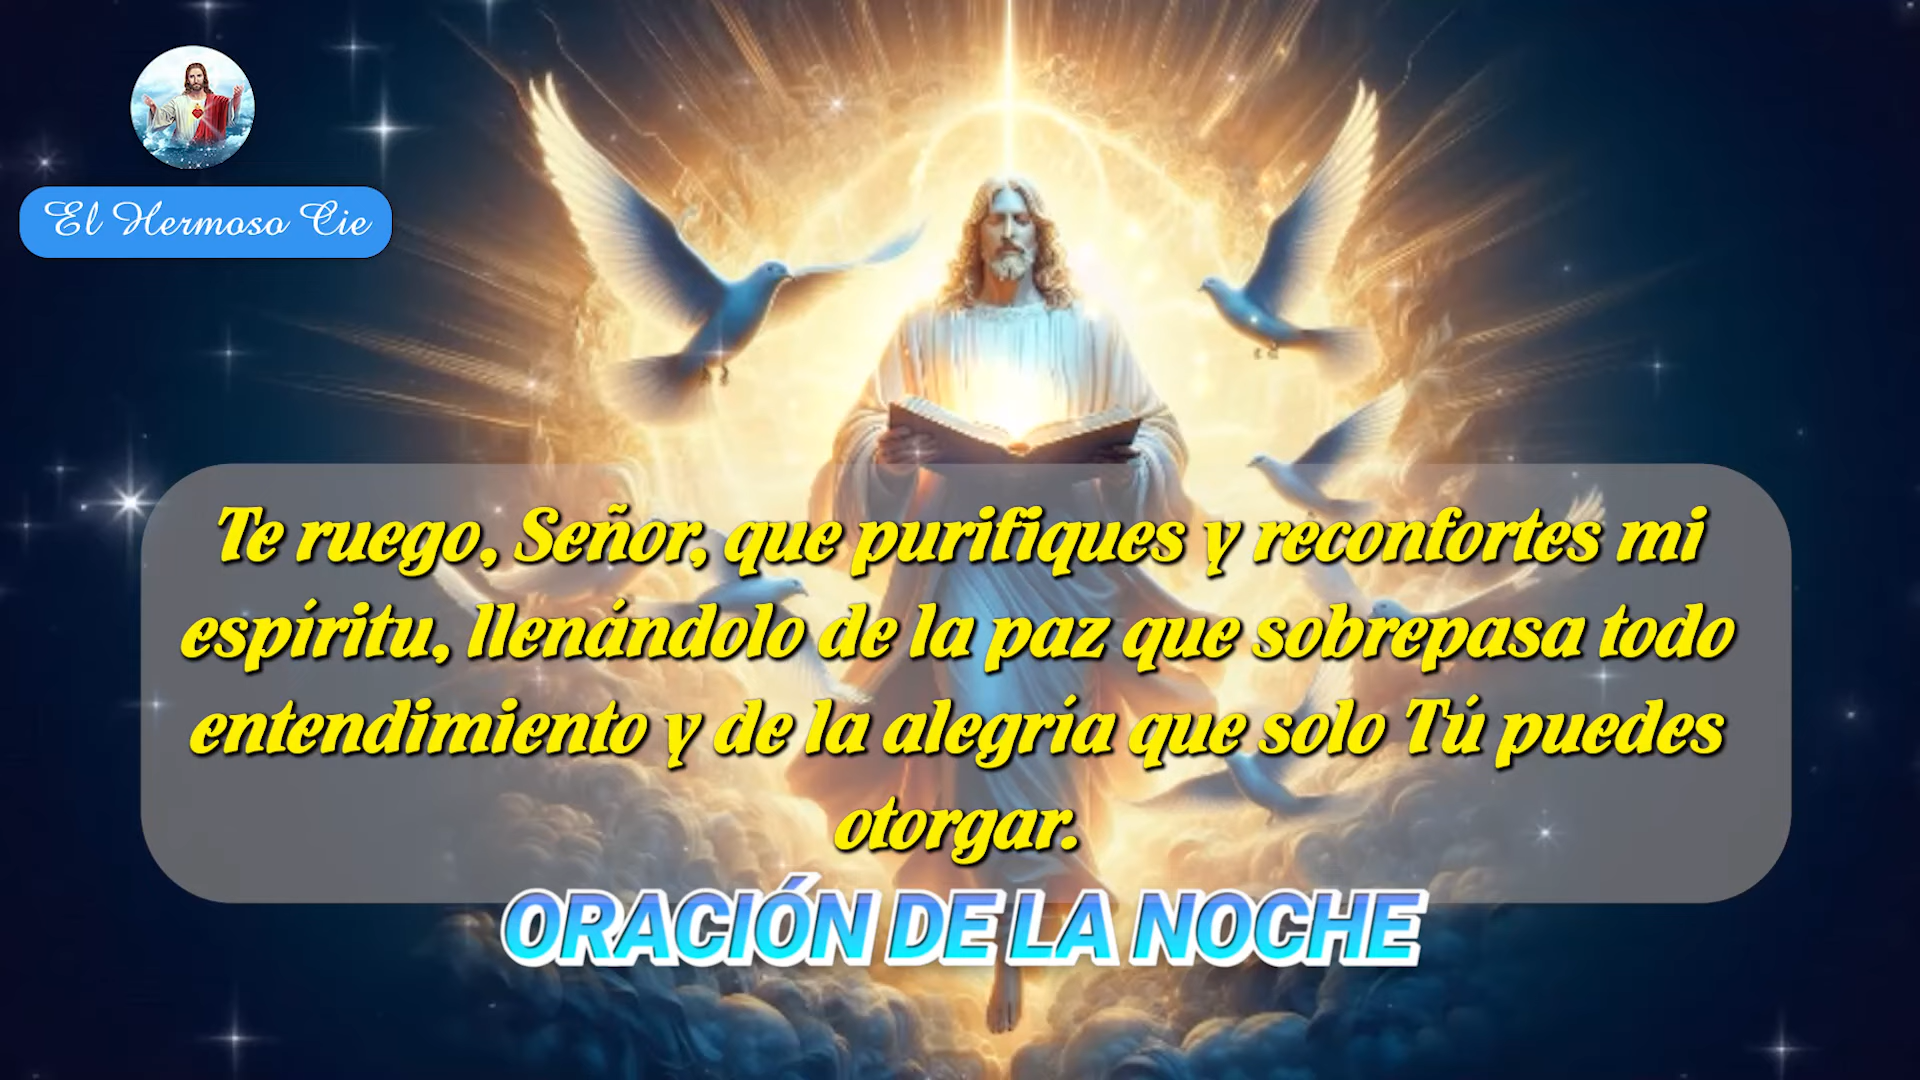 El Hermoso Cie
Te ruego, Señor, que purifiques y reconfortes mi
espíritu, llenándolo de la paz que sobrepasa todo
entendimiento y de la alegría que solo Tú puedes
otorgar.
ORACIÓN DE LA NOCHE